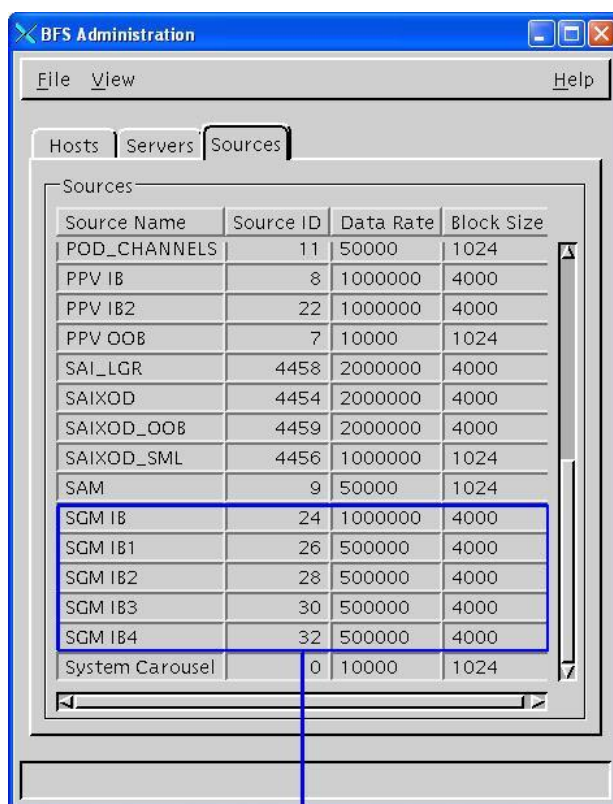 BFS Administration
File View Help
Hosts Servers Sources
Sources
Source Name Source ID Data Rate Block Size
POD_CHANNELS 11 50000 1024
PPV IB 8 1000000 4000
PPV IB2 22 1000000 4000
PPV OOB 7 10000 1024
SAI_LGR 4458 2000000 4000
SAIXOD 4454 2000000 4000
SAIXOD_OOB 4459 2000000 4000
SAIXOD_SML 4456 1000000 1024
SAM 9 50000 1024
SGM IB 24 1000000 4000
SGM IB1 26 500000 4000
SGM IB2 28 500000 4000
SGM IB3 30 500000 4000
SGM IB4 32 500000 4000
System Carousel 0 10000 1024